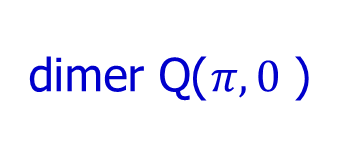 dimer Q(𝜋, 0 )